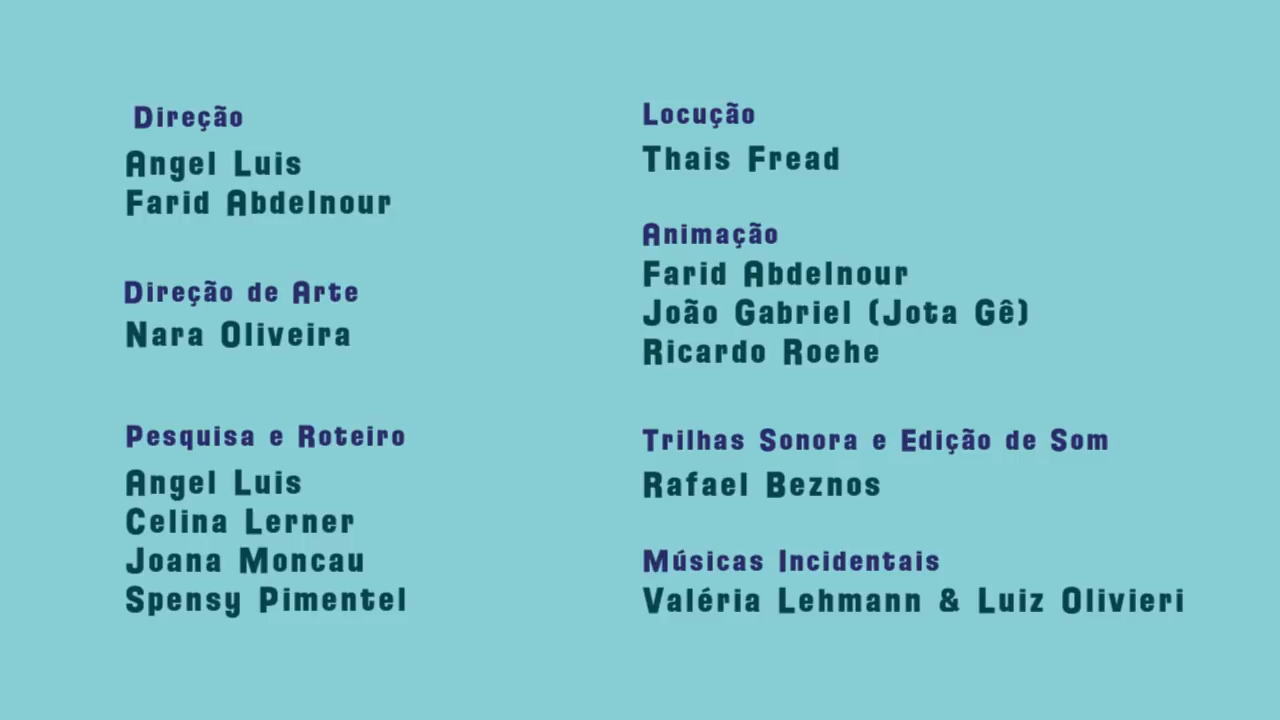 Direção
Angel Luis
Farid Abdelnour
Direção de Arte
Nara Oliveira
Pesquisa e Roteiro
Angel Luis
Celina Lerner
Joana Moncau
Spensy Pimentel
Locução
Thais Fread
Animação
Farid Abdelnour
João Gabriel (Jota Gê)
Ricardo Roehe
Trilhas Sonora e Edição de Som
Rafael Beznos
Músicas Incidentais
Valéria Lehmann & Luiz Olivieri